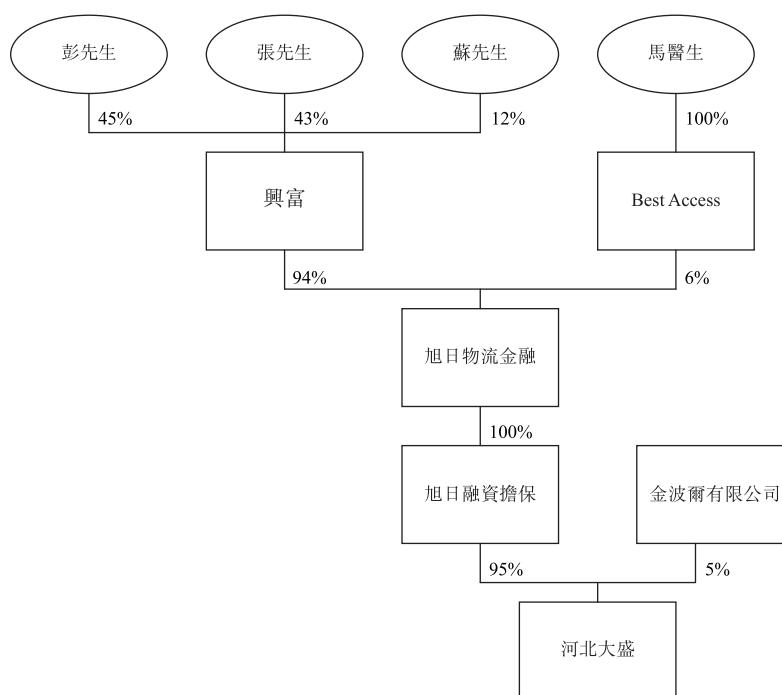 彭先生
張先生
蘇先生
馬醫生
45%
43%
12%
100%
興富
Best Access
94%
6%
旭日物流金融
100%
旭日融資擔保
金波爾有限公司
95%
5%
河北大盛